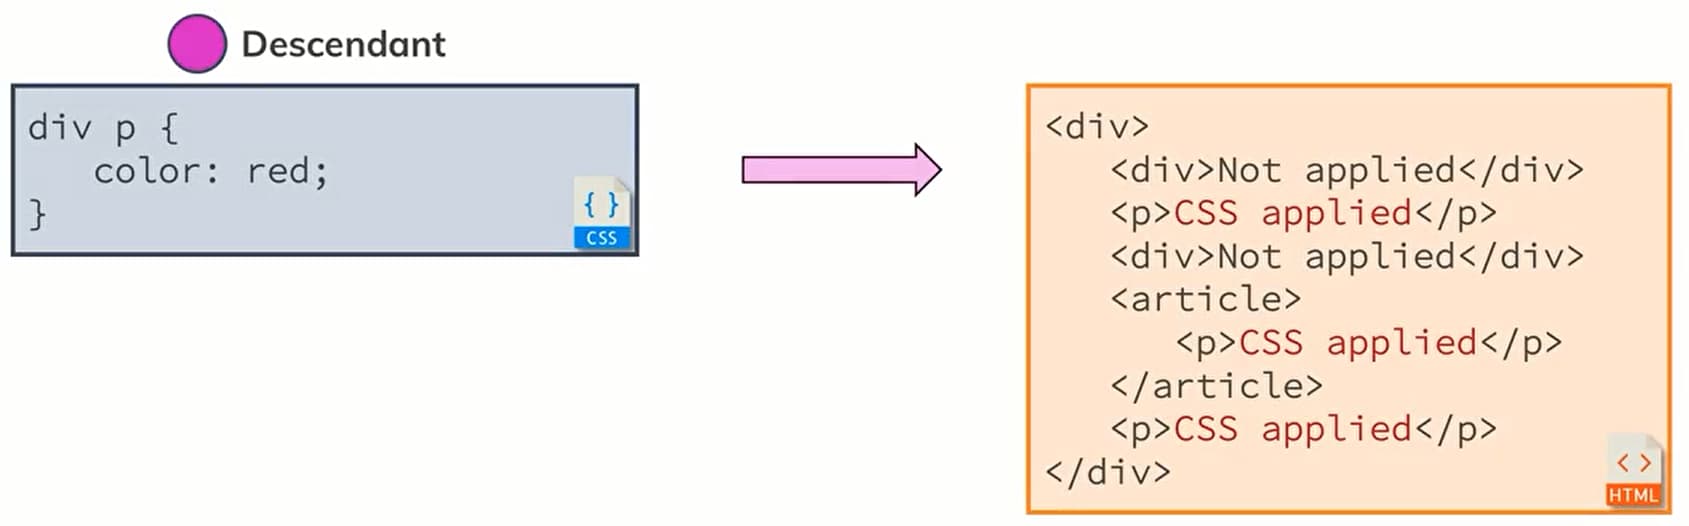 Descendant
div p {
color: red;
}
CSS
<div>
<div>Not applied</div>
<p>CSS applied</p>
<div>Not applied</div>
<article>
<p>CSS applied</p>
</article>
<p>CSS applied</p>
</div>
HTML